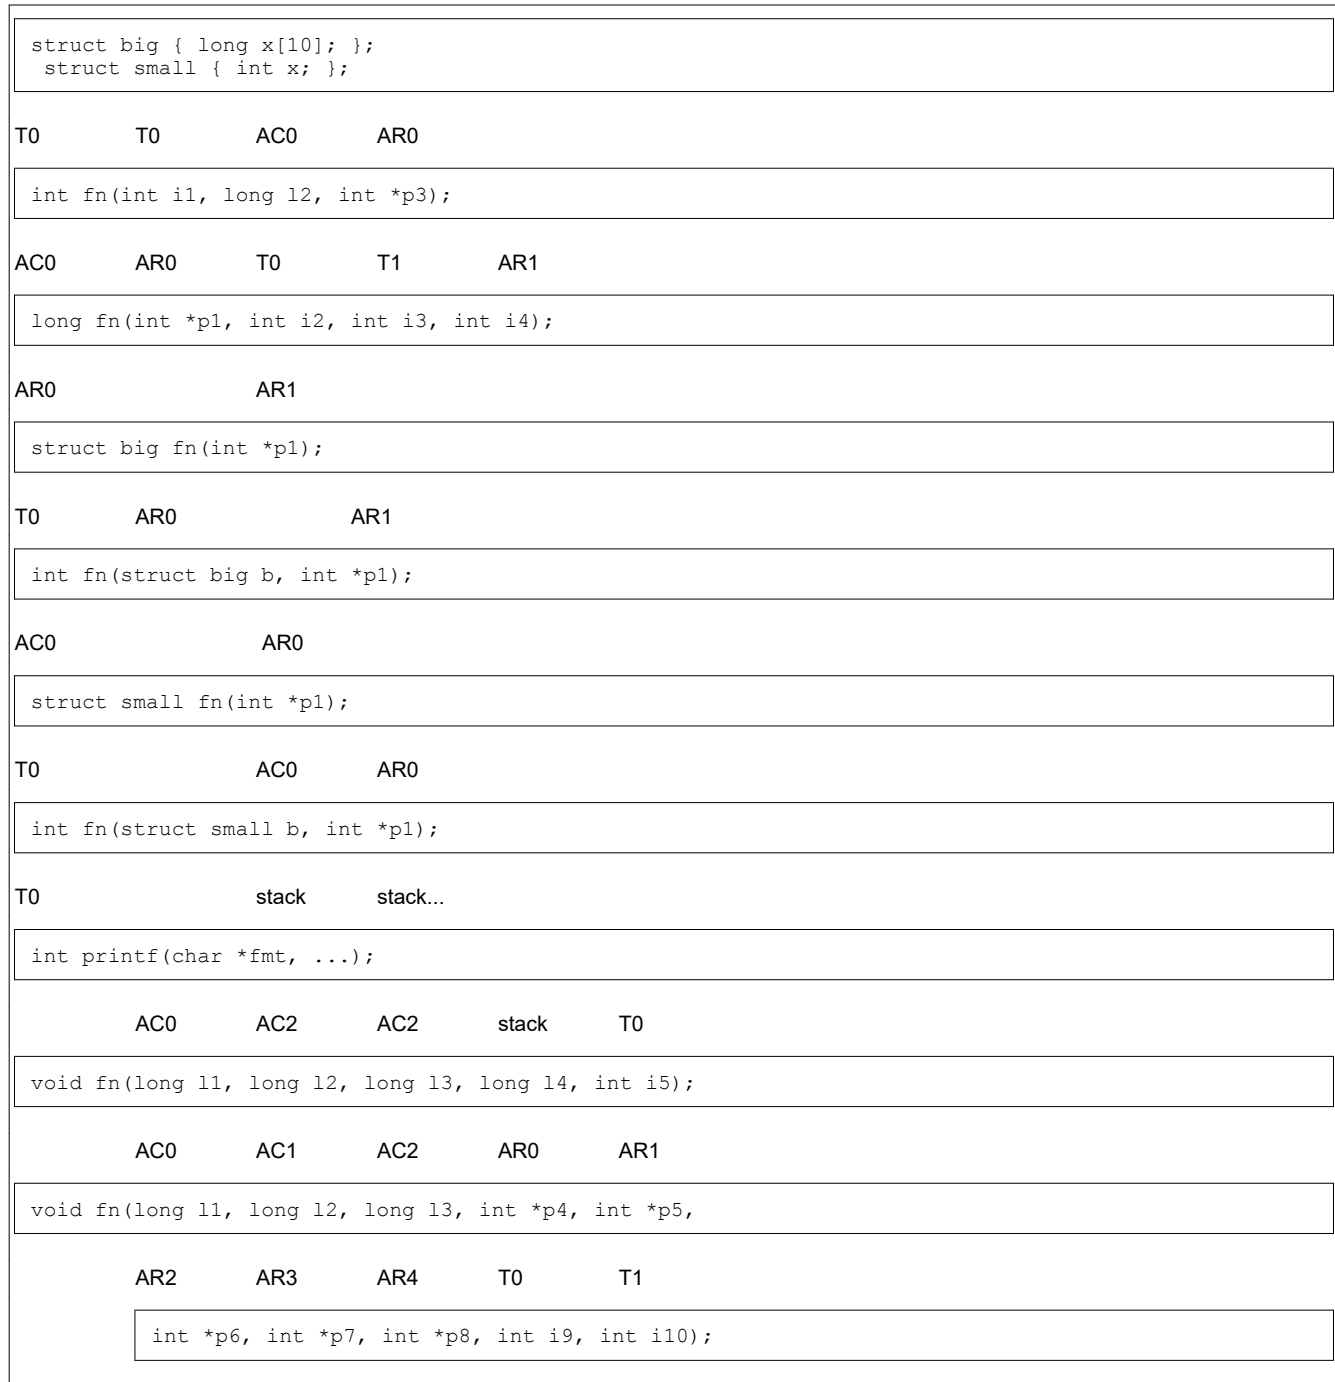 struct big { long x[10]; };
struct small { int x; };
T0 T0 AC0 AR0
int fn(int i1, long l2, int *p3);
AC0 AR0 T0 T1 AR1
long fn(int *p1, int i2, int i3, int i4);
AR0 AR1
struct big fn(int *p1);
T0 AR0 AR1
int fn(struct big b, int *p1);
AC0 AR0
struct small fn(int *p1);
T0 AC0 AR0
int fn(struct small b, int *p1);
T0 stack stack...
int printf(char *fmt, ...);
AC0 AC2 AC2 stack T0
void fn(long l1, long l2, long l3, long l4, int i5);
AC0 AC1 AC2 AR0 AR1
void fn(long l1, long l2, long l3, int *p4, int *p5,
AR2 AR3 AR4 T0 T1
int *p6, int *p7, int *p8, int i9, int i10);